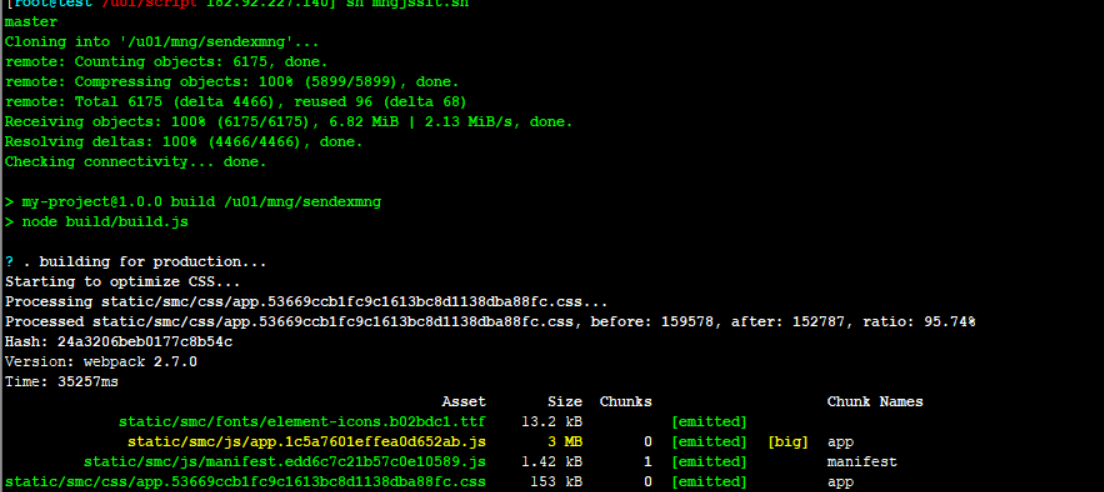 [root@test /u01/script 182.92.227.140] sh mngjssit.sh
master
Cloning into '/u01/mng/sendexmng'...
remote: Counting objects: 6175, done.
remote: Compressing objects: 100% (5899/5899), done.
remote: Total 6175 (delta 4466), reused 96 (delta 68)
Receiving objects: 100% (6175/6175), 6.82 MiB | 2.13 MiB/s, done.
Resolving deltas: 100% (4466/4466), done.
Checking connectivity... done.
> my-project@1.0.0 build /u01/mng/sendexmng
> node build/build.js
? . building for production...
Starting to optimize CSS...
Processing static/smc/css/app.53669ccb1fc9c1613bc8d1138dba88fc.css...
Processed static/smc/css/app.53669ccb1fc9c1613bc8d1138dba88fc.css, before: 159578, after: 152787, ratio: 95.74%
Hash: 24a3206beb0177c8b54c
Version: webpack 2.7.0
Time: 35257ms
Asset Size Chunks Chunk Names
static/smc/fonts/element-icons.b02bdc1.ttf 13.2 kB [emitted]
static/smc/js/app.1c5a7601effea0d652ab.js 3 MB 0 [emitted] [big] app
static/smc/js/manifest.edd6c7c21b57c0e10589.js 1.42 kB 1 [emitted] manifest
static/smc/css/app.53669ccb1fc9c1613bc8d1138dba88fc.css 153 kB 0 [emitted] app